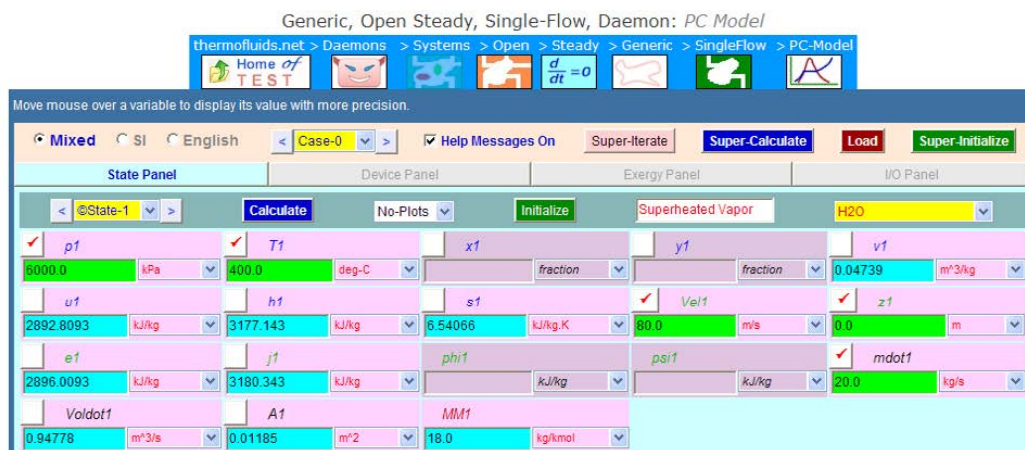 Generic, Open Steady, Single-Flow, Daemon: PC Model
thermofluids.net > Daemons > Systems > Open > Steady > Generic > SingleFlow > PC-Model
Home of TEST d/dt =0
Move mouse over a variable to display its value with more precision.
Mixed SI English < Case-0 > Help Messages On Super-Iterate Super-Calculate Load Super-Initialize
State Panel Device Panel Exergy Panel I/O Panel
< ©State-1 > Calculate No-Plots Initialize Superheated Vapor H2O
p1 T1 x1 y1 v1
6000.0 kPa 400.0 deg-C fraction fraction 0.04739 m^3/kg
u1 h1 s1 Vel1 z1
2892.8093 kJ/kg 3177.143 kJ/kg 6.54066 kJ/kg.K 80.0 m/s 0.0 m
e1 j1 phi1 psi1 mdot1
2896.0093 kJ/kg 3180.343 kJ/kg kJ/kg kJ/kg 20.0 kg/s
Voldot1 A1 MM1
0.94778 m^3/s 0.01185 m^2 18.0 kg/kmol